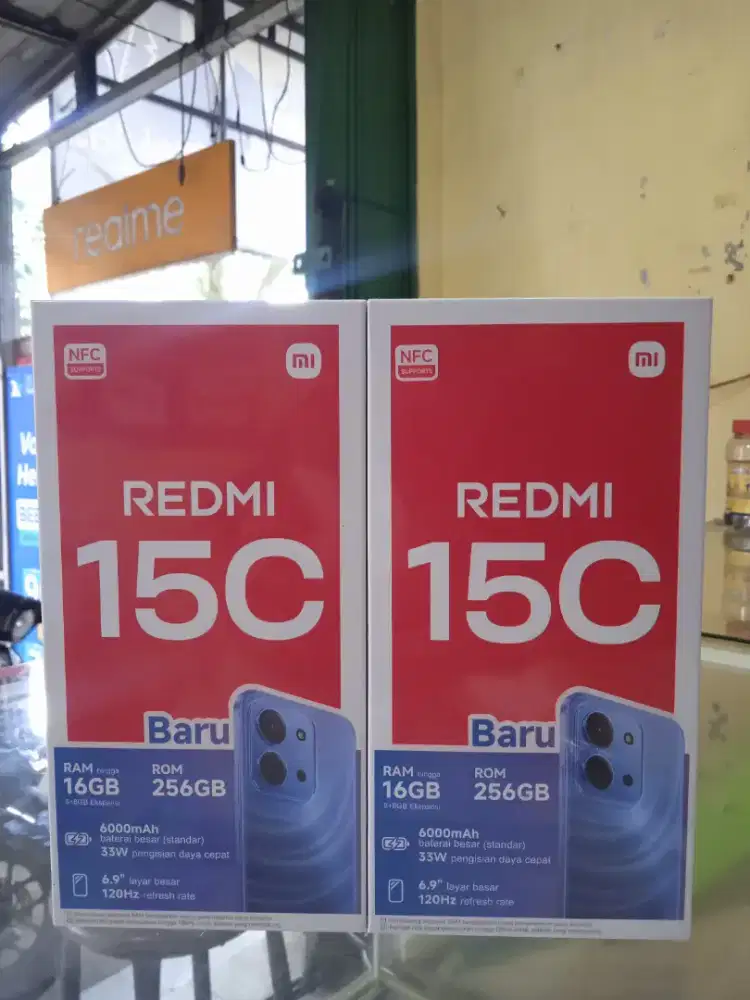 realme
NFC
SUPPORTS
mi
REDMI
15C
Baru
RAM hingga
16GB
8+8GB Ekspansi
ROM
256GB
6000mAh
baterai besar (standar)
33W pengisian daya cepat
6.9" layar besar
120Hz refresh rate
NFC
SUPPORTS
mi
REDMI
15C
Baru
RAM hingga
16GB
8+8GB Ekspansi
ROM
256GB
6000mAh
baterai besar (standar)
33W pengisian daya cepat
6.9" layar besar
120Hz refresh rate